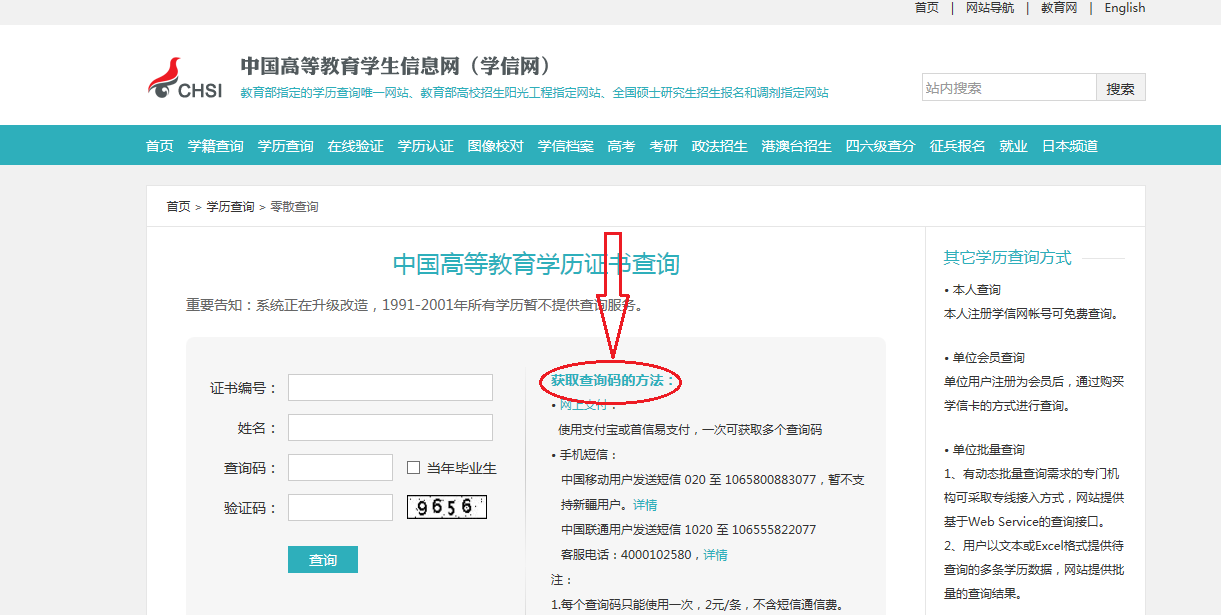 首页 | 网站导航 | 教育网 | English
CHSI
中国高等教育学生信息网（学信网）
教育部指定的学历查询唯一网站、教育部高校招生阳光工程指定网站、全国硕士研究生招生报名和调剂指定网站
站内搜索 搜索
首页 学籍查询 学历查询 在线验证 学历认证 图像校对 学信档案 高考 考研 政法招生 港澳台招生 四六级查分 征兵报名 就业 日本频道
首页 > 学历查询 > 零散查询
中国高等教育学历证书查询
重要告知：系统正在升级改造，1991-2001年所有学历暂不提供查询服务。
证书编号：
姓名：
查询码： 当年毕业生
验证码： 9656
查询
获取查询码的方法：
• 网上支付：
使用支付宝或首信易支付，一次可获取多个查询码
• 手机短信：
中国移动用户发送短信 020 至 1065800883077，暂不支
持新疆用户。详情
中国联通用户发送短信 1020 至 106555822077
客服电话：4000102580，详情
注：
1.每个查询码只能使用一次，2元/条，不含短信通信费。
其它学历查询方式
• 本人查询
本人注册学信网帐号可免费查询。
• 单位会员查询
单位用户注册为会员后，通过购买
学信卡的方式进行查询。
• 单位批量查询
1、有动态批量查询需求的专门机
构可采取专线接入方式，网站提供
基于Web Service的查询接口。
2、用户以文本或Excel格式提供待
查询的多条学历数据，网站提供批
量的查询结果。